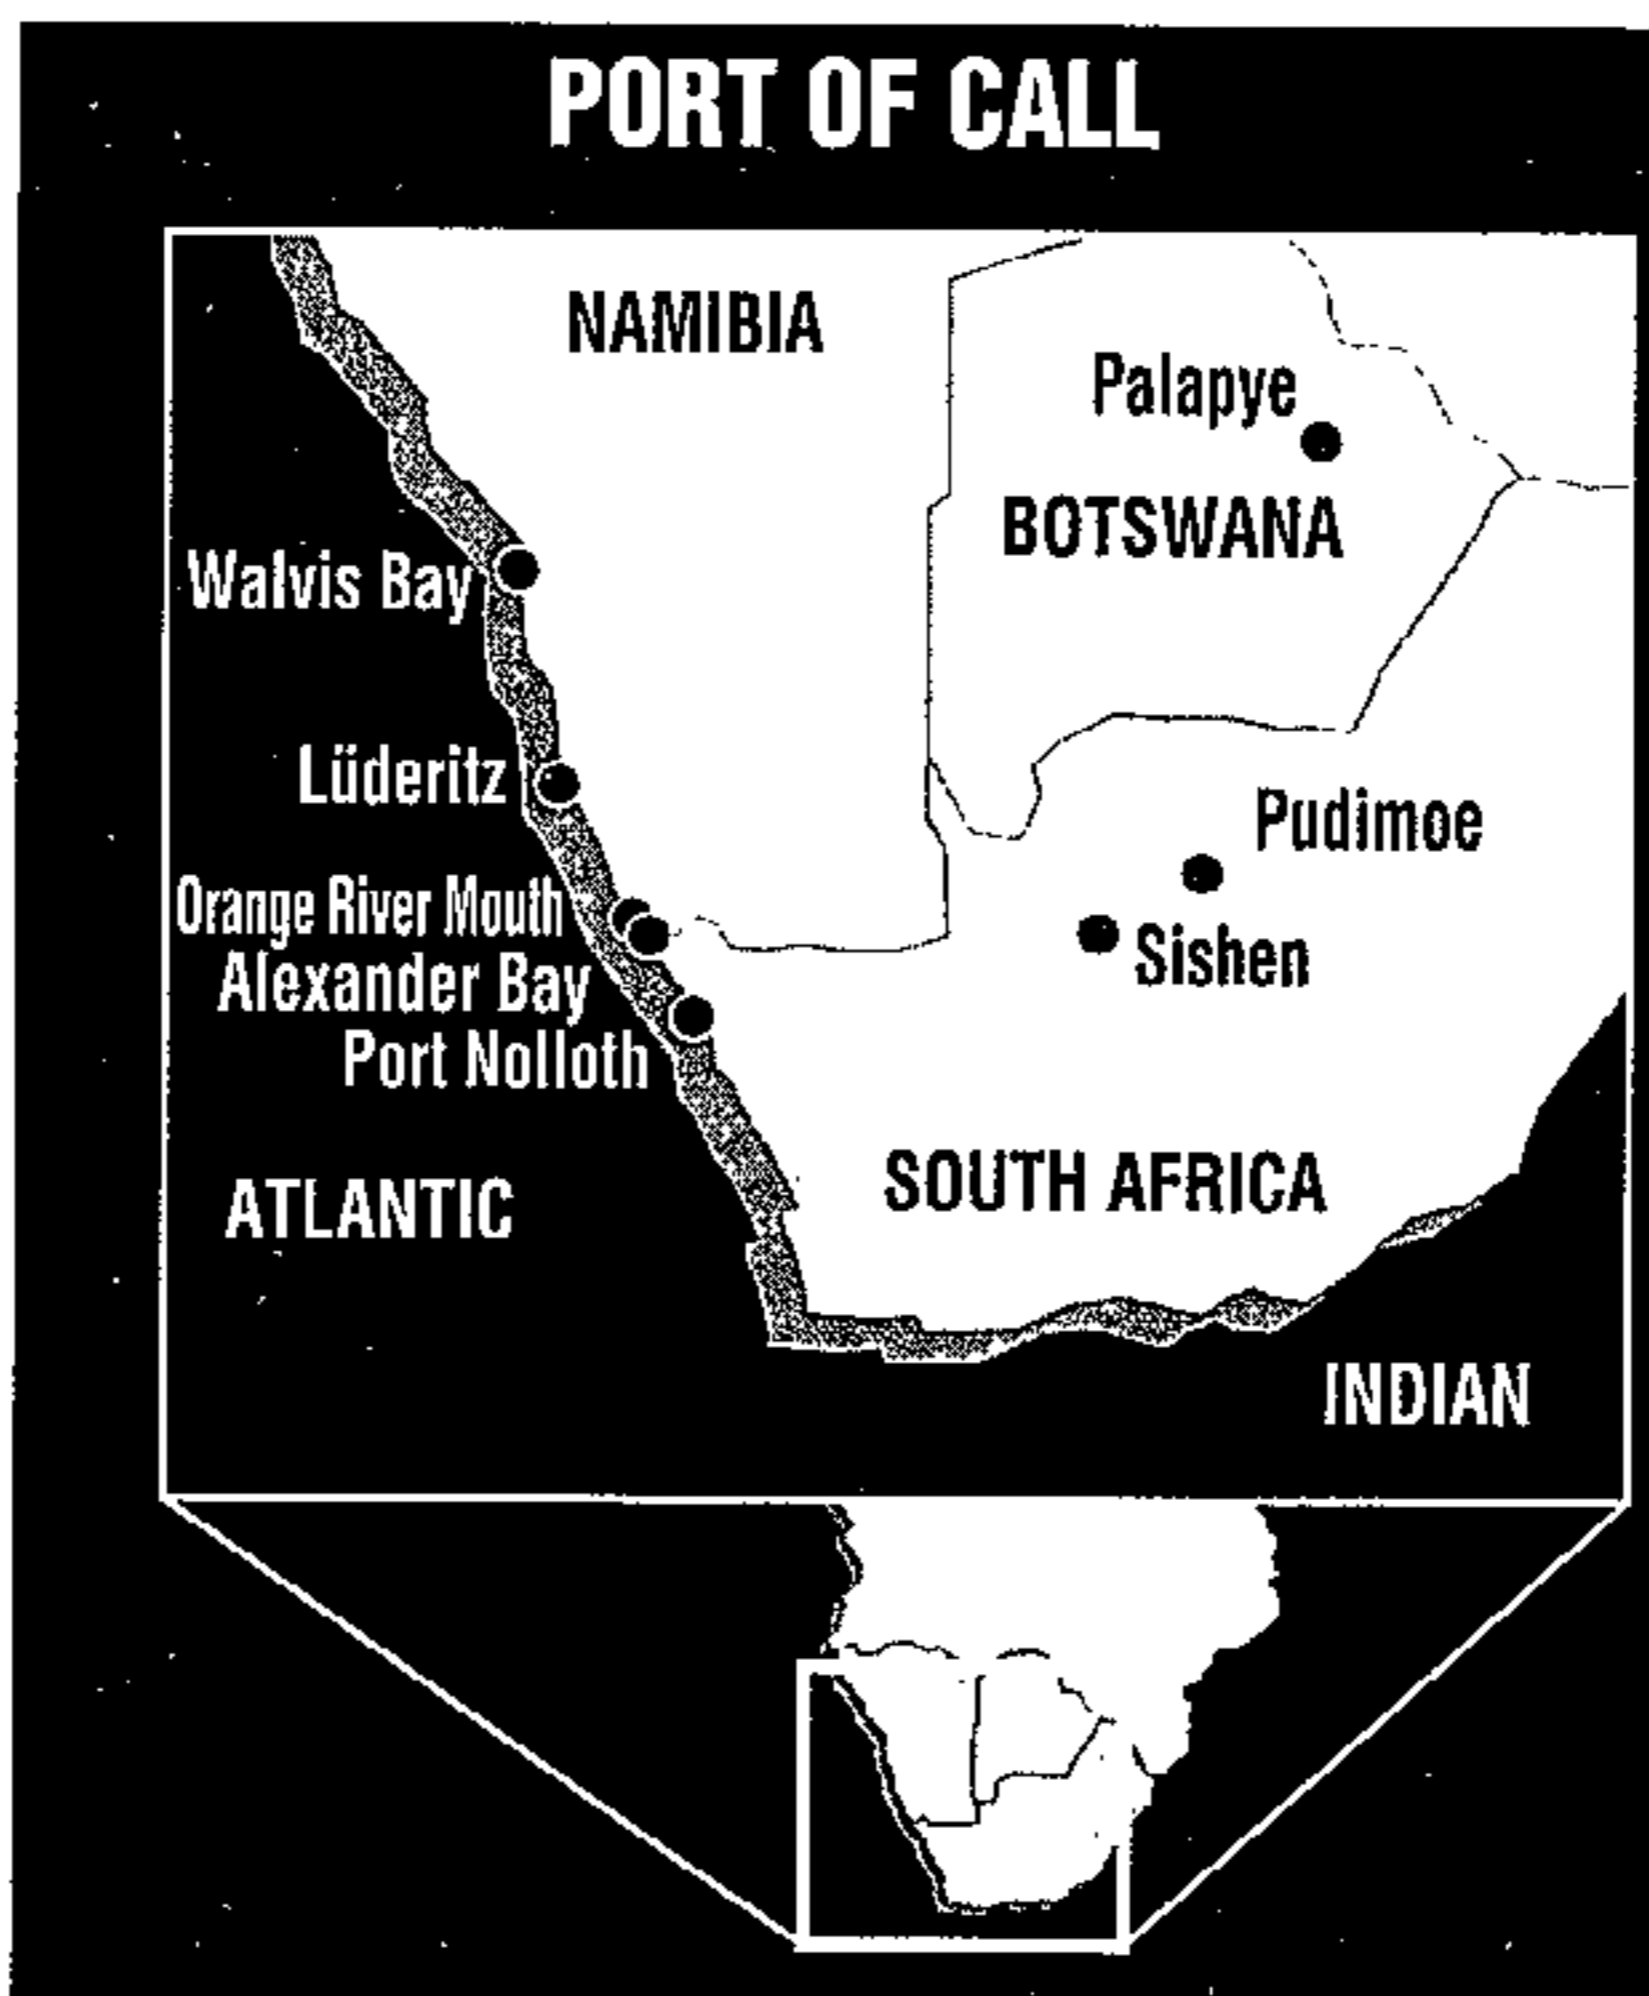 PORT OF CALL
NAMIBIA
Palapye
BOTSWANA
Walvis Bay
Lüderitz
Pudimoe
Orange River Mouth
Sishen
Alexander Bay
Port Nolloth
SOUTH AFRICA
ATLANTIC
INDIAN